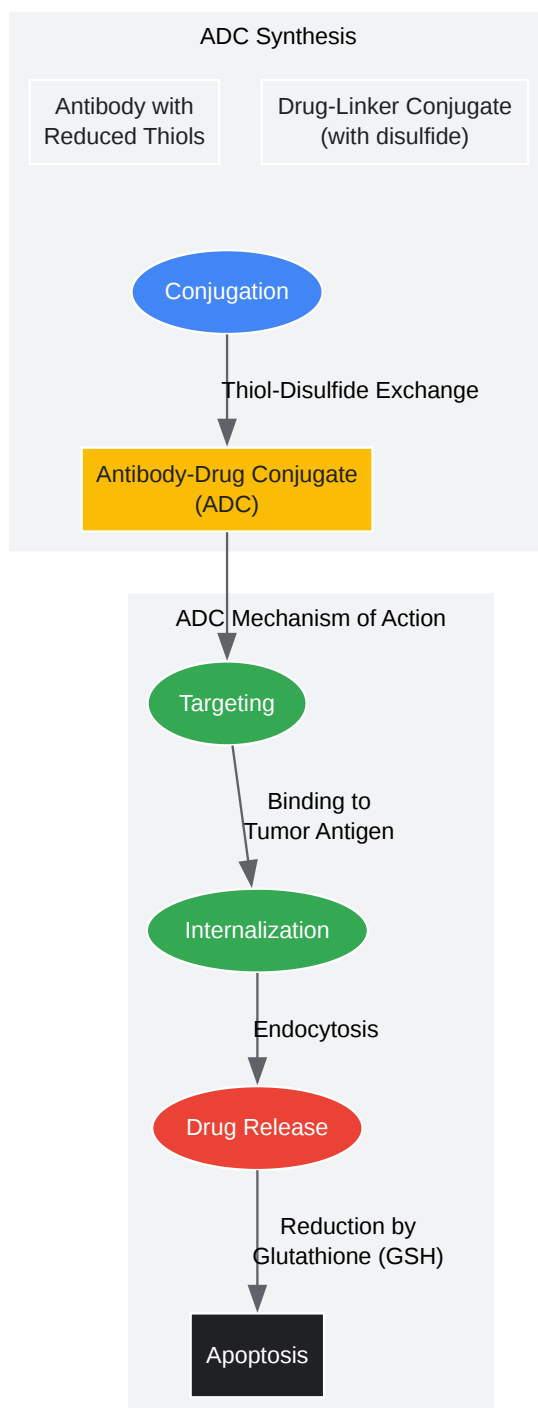 ADC Synthesis
Antibody with
Reduced Thiols
Drug-Linker Conjugate
(with disulfide)
Conjugation
Thiol-Disulfide Exchange
Antibody-Drug Conjugate
(ADC)
ADC Mechanism of Action
Targeting
Binding to
Tumor Antigen
Internalization
Endocytosis
Drug Release
Reduction by
Glutathione (GSH)
Apoptosis